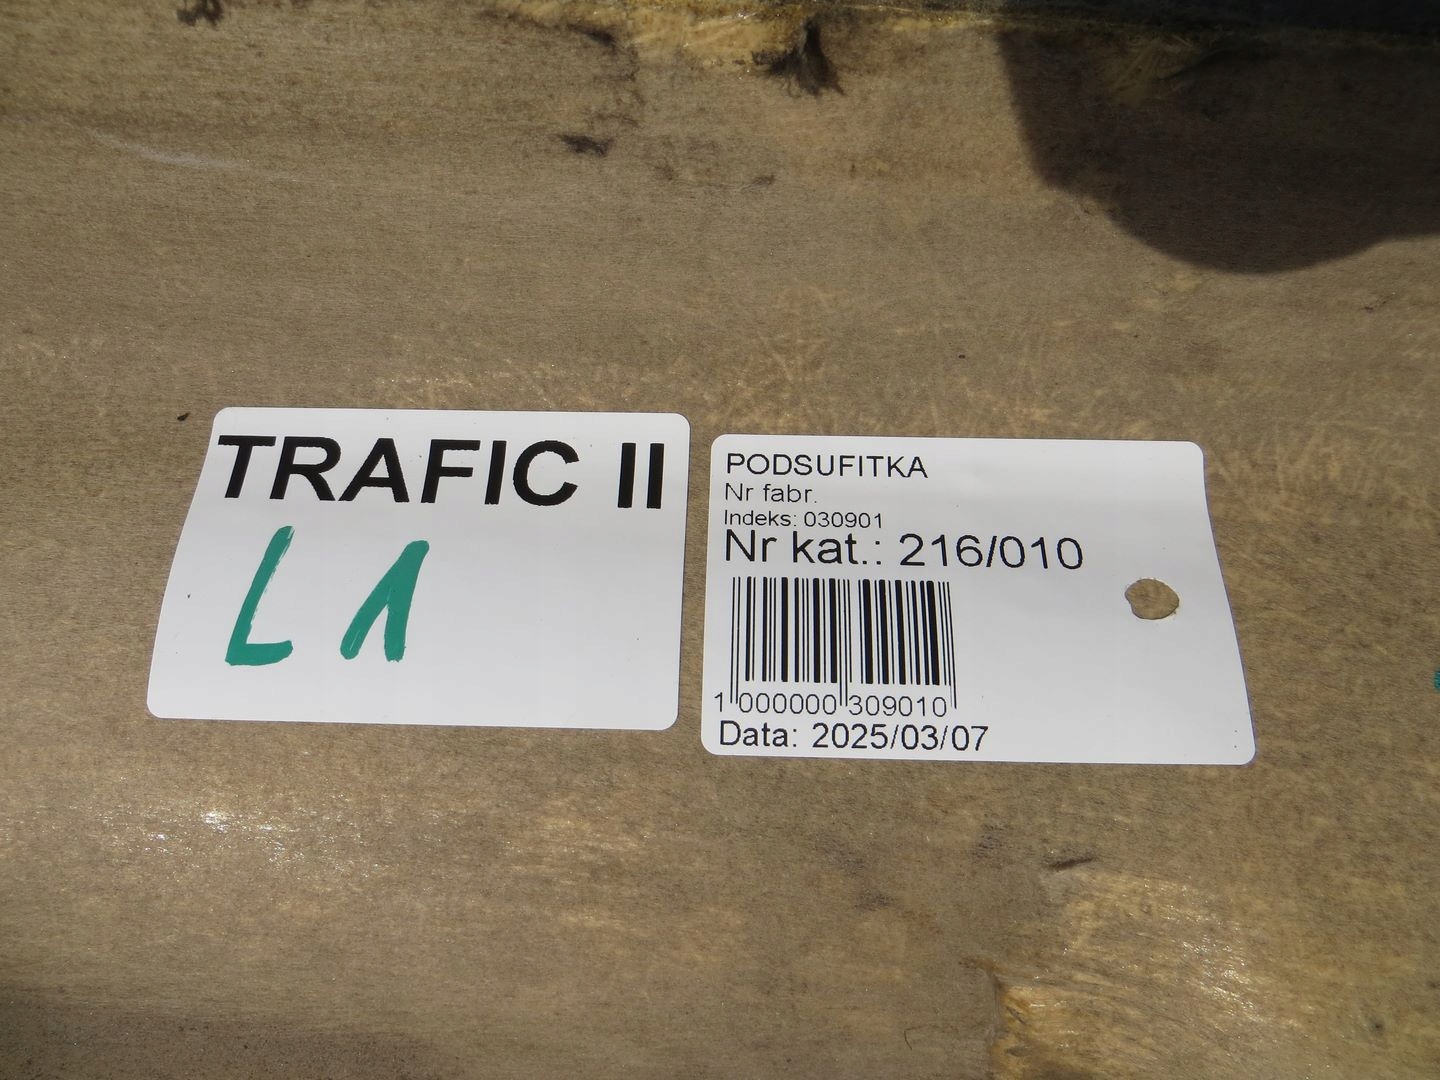 TRAFIC II
L1
PODSUFITKA
Nr fabr.
Indeks: 030901
Nr kat.: 216/010
1 000000 309010
Data: 2025/03/07